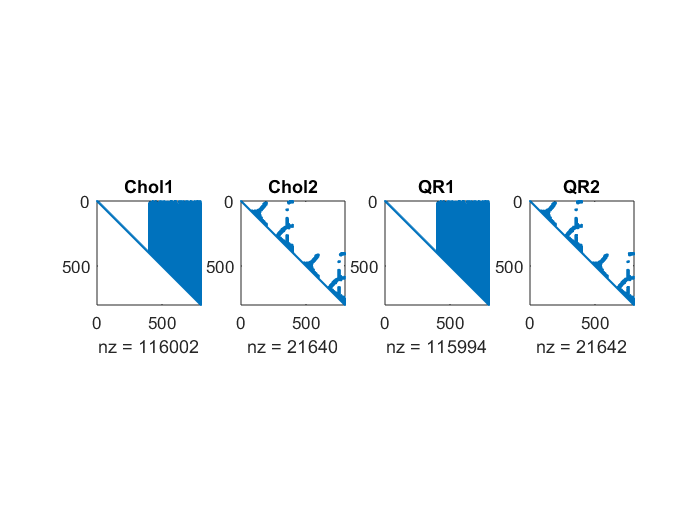 Chol1 Chol2 QR1 QR2
0 0 0 0
500 500 500 500
0 500 0 500 0 500 0 500
nz = 116002 nz = 21640 nz = 115994 nz = 21642